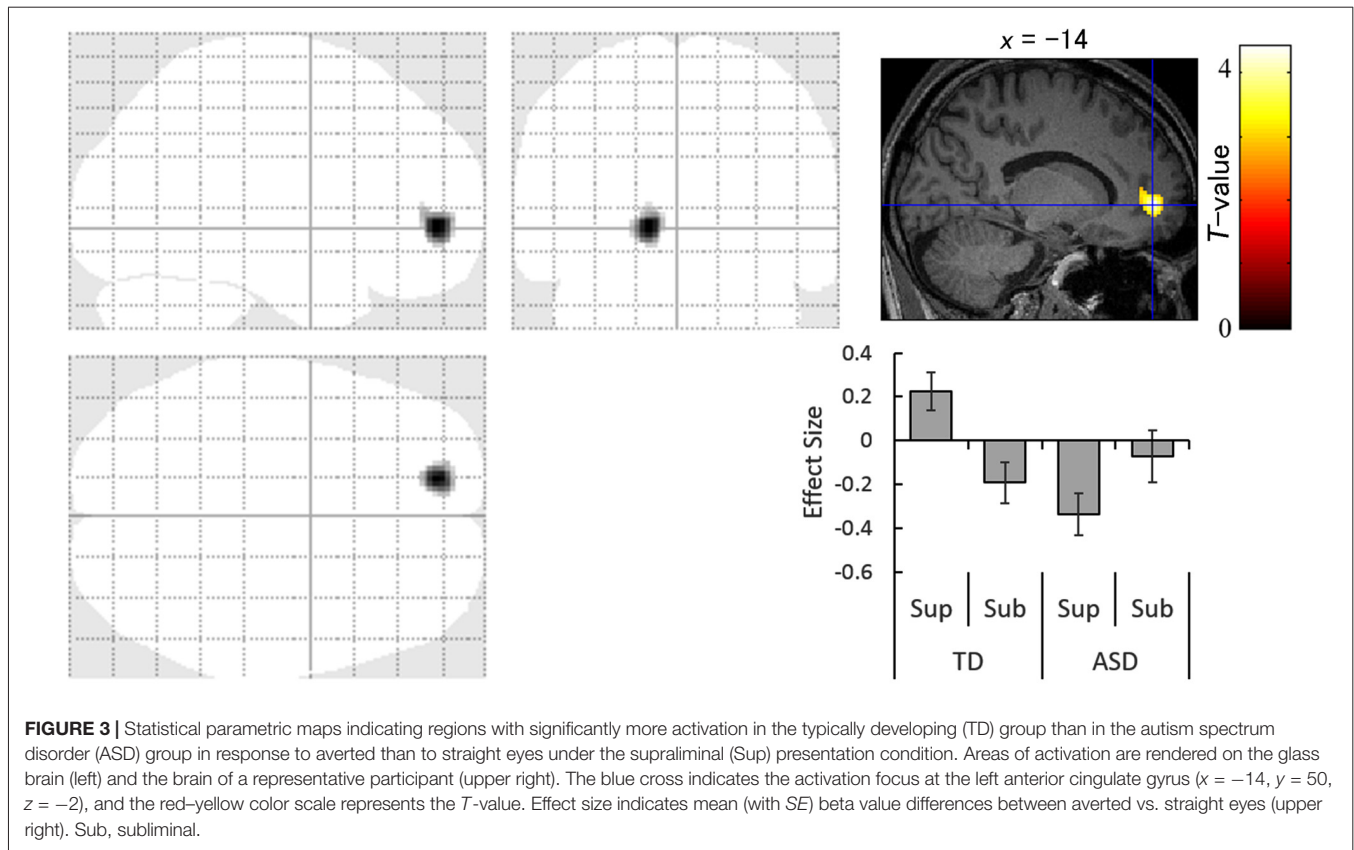 x = −14
4
T–value
0
0.4
0.2
0
-0.2
-0.4
-0.6
Effect Size
Sup Sub Sup Sub
TD ASD
FIGURE 3 | Statistical parametric maps indicating regions with significantly more activation in the typically developing (TD) group than in the autism spectrum
disorder (ASD) group in response to averted than to straight eyes under the supraliminal (Sup) presentation condition. Areas of activation are rendered on the glass
brain (left) and the brain of a representative participant (upper right). The blue cross indicates the activation focus at the left anterior cingulate gyrus (x = −14, y = 50,
z = −2), and the red–yellow color scale represents the T-value. Effect size indicates mean (with SE) beta value differences between averted vs. straight eyes (upper
right). Sub, subliminal.